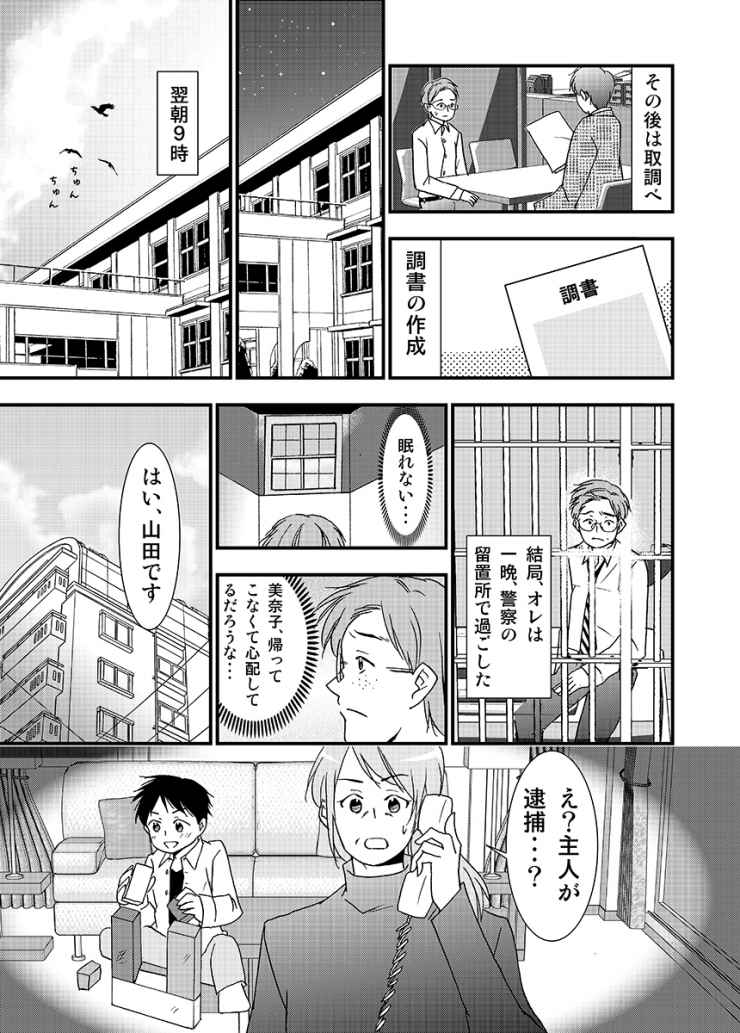 その後は取調べ
調書の作成
調書
翌朝9時
ちゅん
ちゅん
結局、オレは
一晩、警察の
留置所で過ごした
眠れない・・・
美奈子、帰って
こなくて心配して
るだろうな・・・
はい、山田です
え?主人が
逮捕・・・?